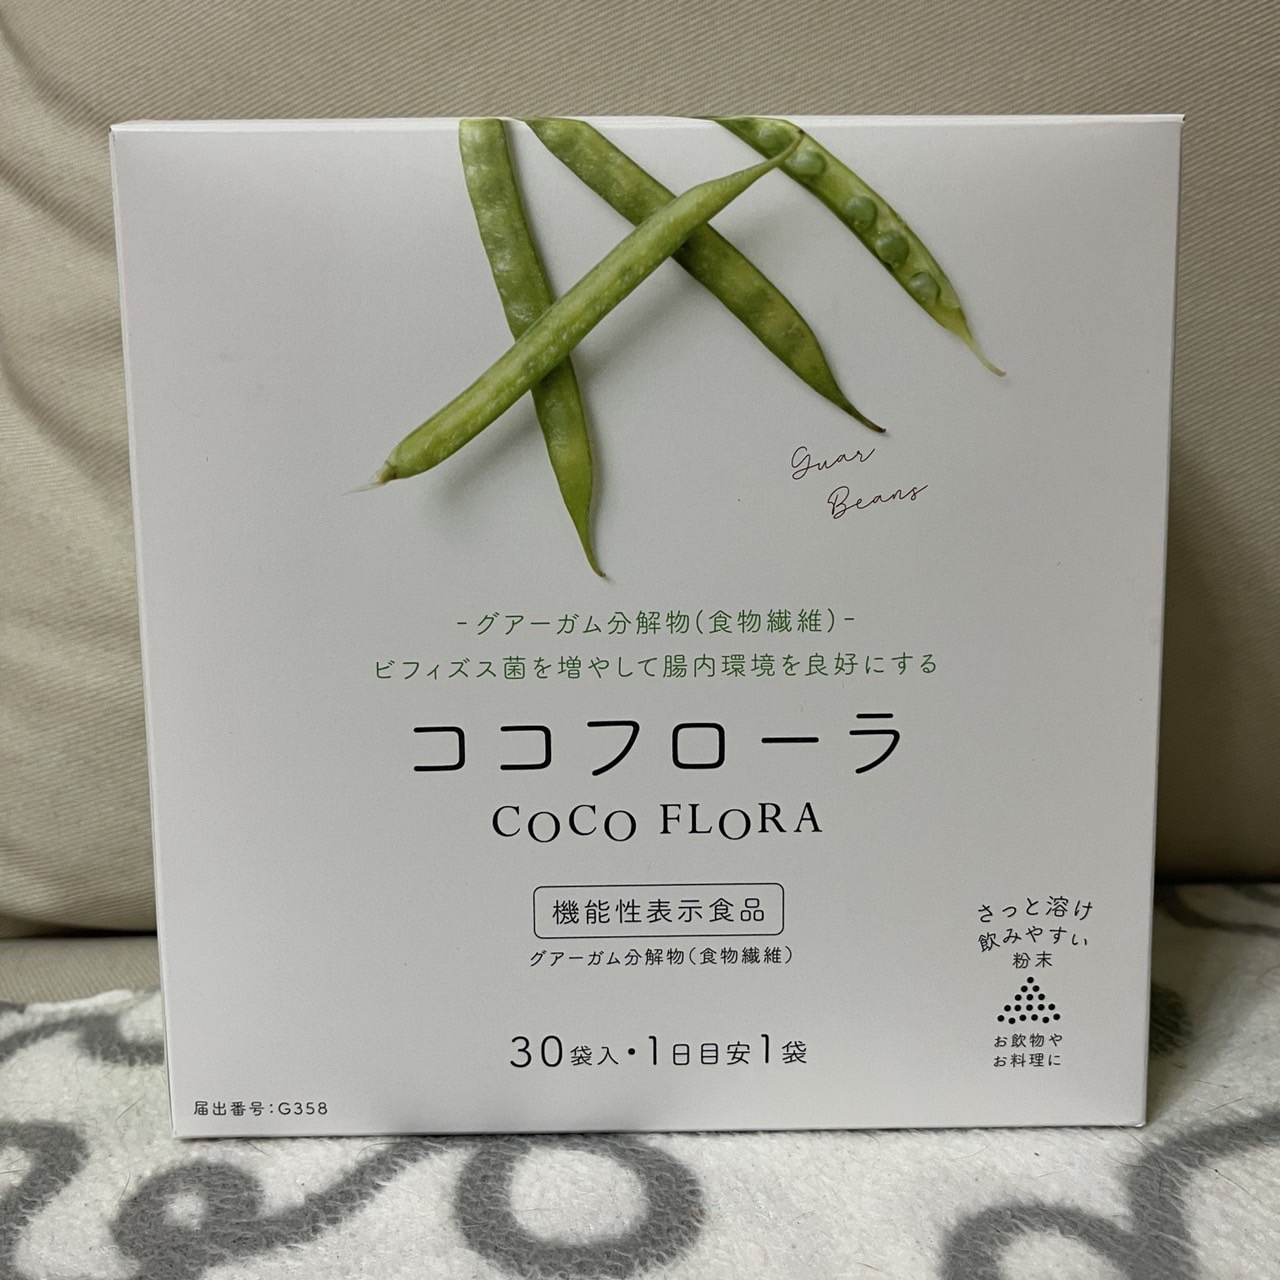 Guar
Beans
-グアーガム分解物(食物繊維)-
ビフィズス菌を増やして腸内環境を良好にする
ココフローラ
COCO FLORA
機能性表示食品
グアーガム分解物(食物繊維)
さっと溶け
飲みやすい
粉末
お飲物や
お料理に
30袋入・1日目安1袋
届出番号:G358